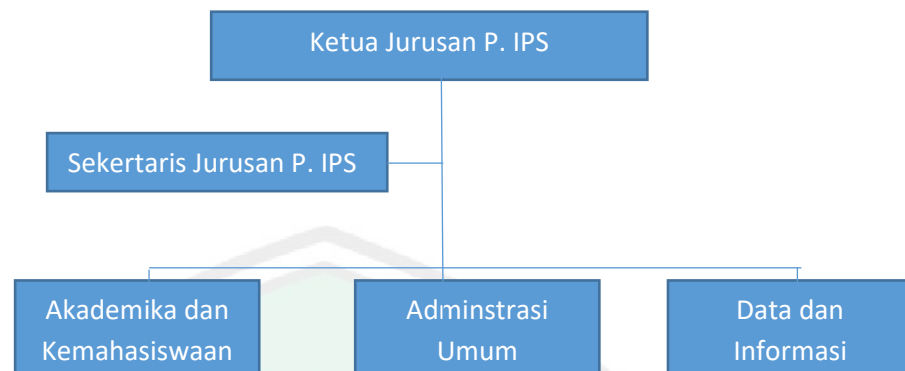 Ketua Jurusan P. IPS
Sekertaris Jurusan P. IPS
Akademika dan
Kemahasiswaan
Adminstrasi
Umum
Data dan
Informasi